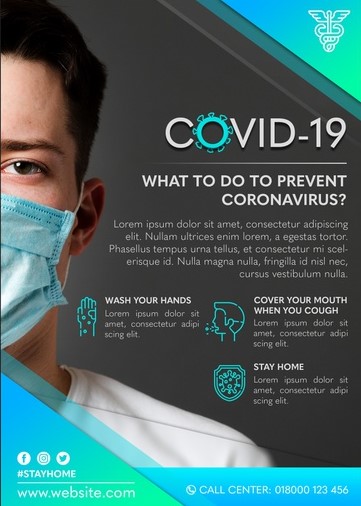 COVID-19
WHAT TO DO TO PREVENT
CORONAVIRUS?
Lorem ipsum dolor sit amet, consectetur adipiscing
elit. Nullam ultrices enim lorem, a egestas tortor.
Phasellus tempus urna tellus, et consectetur mi scel-
erisque id. Nulla magna nulla, fringilla convallis,
cursus vestibulum nulla.
WASH YOUR HANDS
Lorem ipsum dolor sit
amet, consectetur adipi
scing elit.
COVER YOUR MOUTH
WHEN YOU COUGH
Lorem ipsum dolor sit
amet, consectetur adipi
scing elit.
STAY HOME
Lorem ipsum dolor sit
amet, consectetur adipi
scing elit.
#STAYHOME
www.website.com
CALL CENTER: 018000 123 456